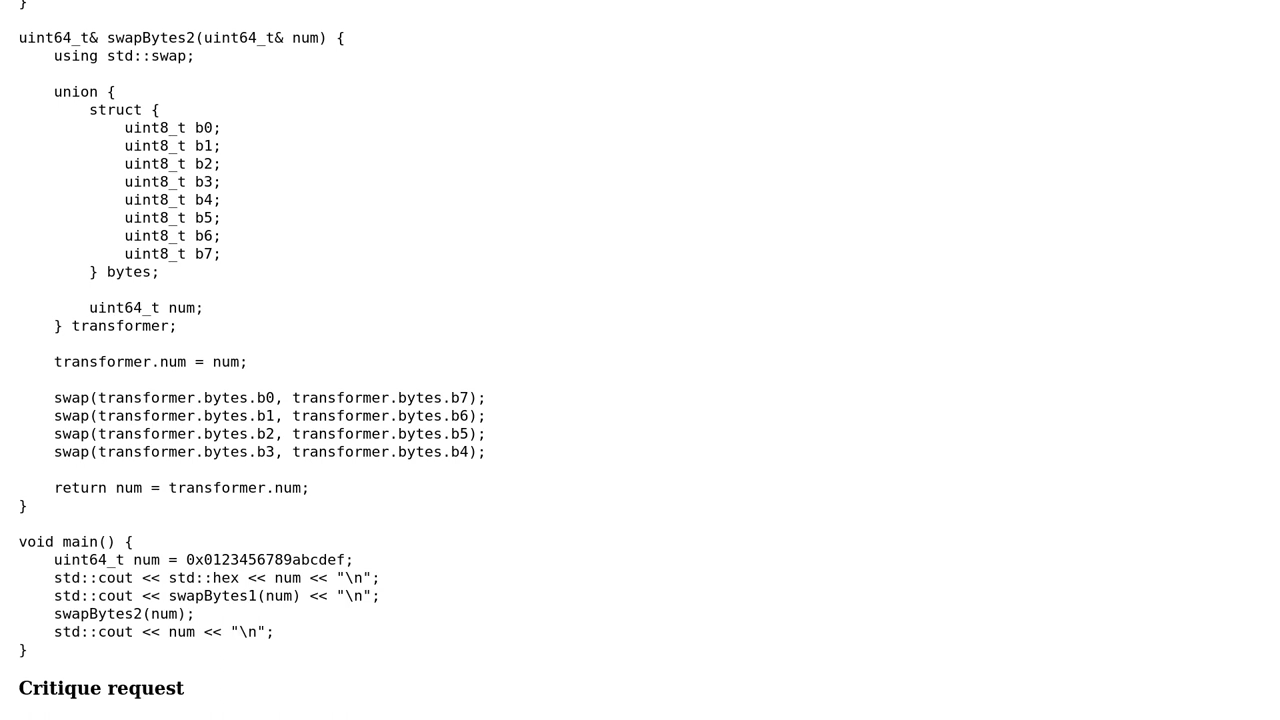 }

uint64_t& swapBytes2(uint64_t& num) {
    using std::swap;

    union {
        struct {
            uint8_t b0;
            uint8_t b1;
            uint8_t b2;
            uint8_t b3;
            uint8_t b4;
            uint8_t b5;
            uint8_t b6;
            uint8_t b7;
        } bytes;

        uint64_t num;
    } transformer;

    transformer.num = num;

    swap(transformer.bytes.b0, transformer.bytes.b7);
    swap(transformer.bytes.b1, transformer.bytes.b6);
    swap(transformer.bytes.b2, transformer.bytes.b5);
    swap(transformer.bytes.b3, transformer.bytes.b4);

    return num = transformer.num;
}

void main() {
    uint64_t num = 0x0123456789abcdef;
    std::cout << std::hex << num << "\n";
    std::cout << swapBytes1(num) << "\n";
    swapBytes2(num);
    std::cout << num << "\n";
}

Critique request